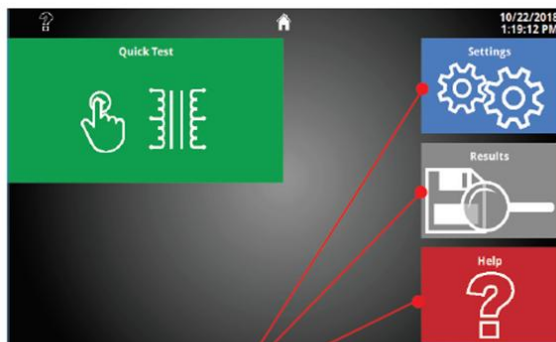 10/22/2018
1:19:12 PM
Quick Test
Settings
Results
Help